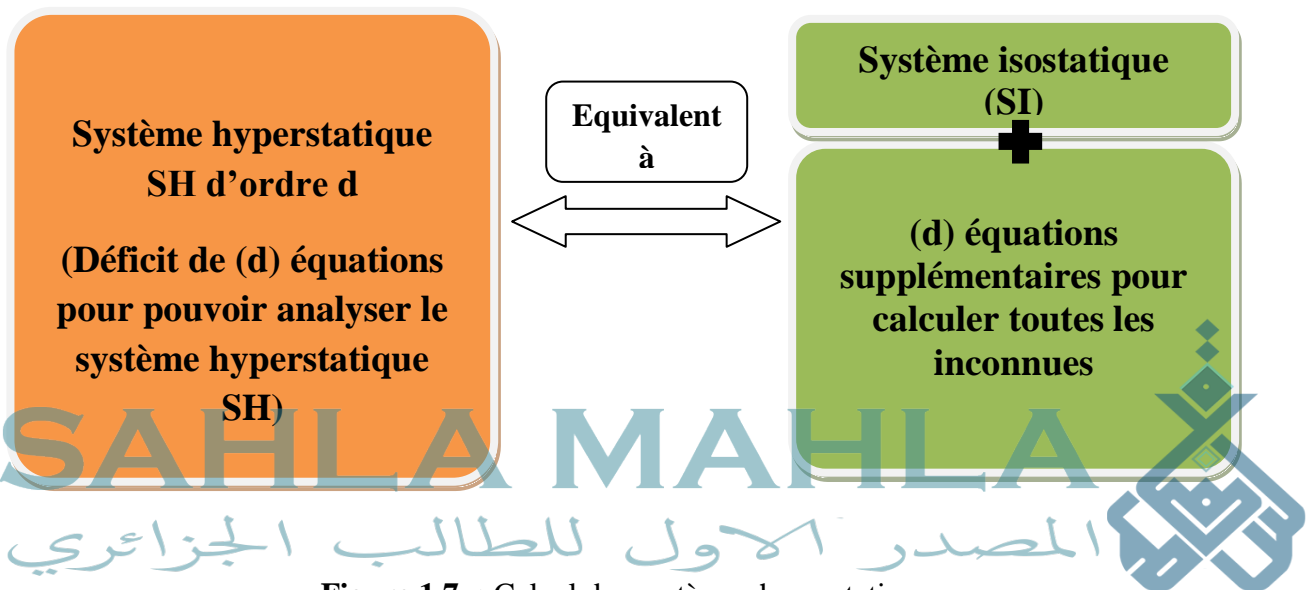 Système hyperstatique
SH d'ordre d
(Déficit de (d) équations
pour pouvoir analyser le
système hyperstatique
SH)
Equivalent
à
Système isostatique
(SI)
(d) équations
supplémentaires pour
calculer toutes les
inconnues
SAHLA MAHLA
المصدر الاول للطالب الجزائري